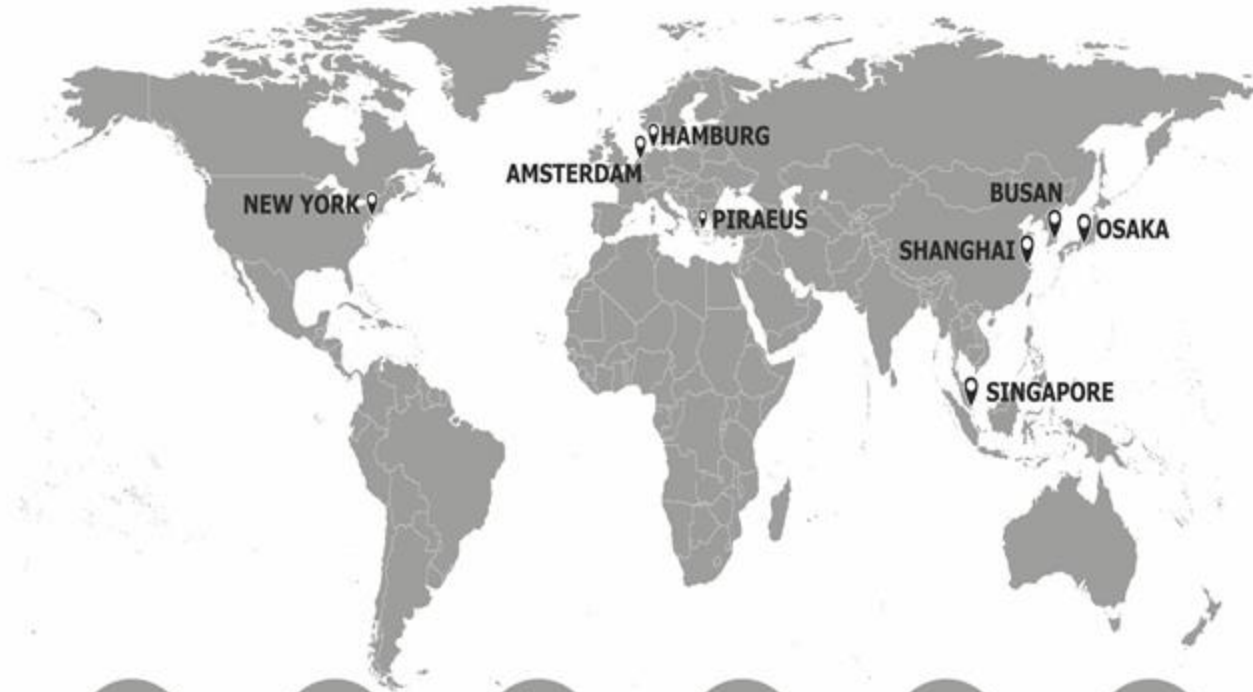 HAMBURG
AMSTERDAM
BUSAN
NEW YORK
PIRAEUS
OSAKA
SHANGHAI
SINGAPORE